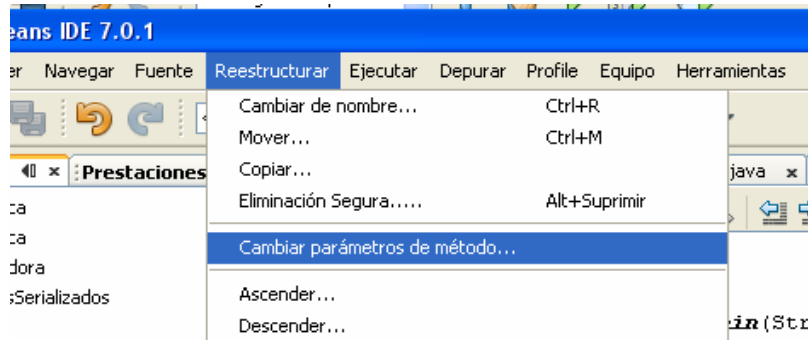 eans IDE 7.0.1
er Navegar Fuente Reestructurar Ejecutar Depurar Profile Equipo Herramientas
Cambiar de nombre... Ctrl+R
Mover... Ctrl+M
Prestaciones Copiar... java
ca Eliminación Segura..... Alt+Suprimir
ca Cambiar parámetros de método...
dora
sSerializados Ascender...
Descender... in(Str